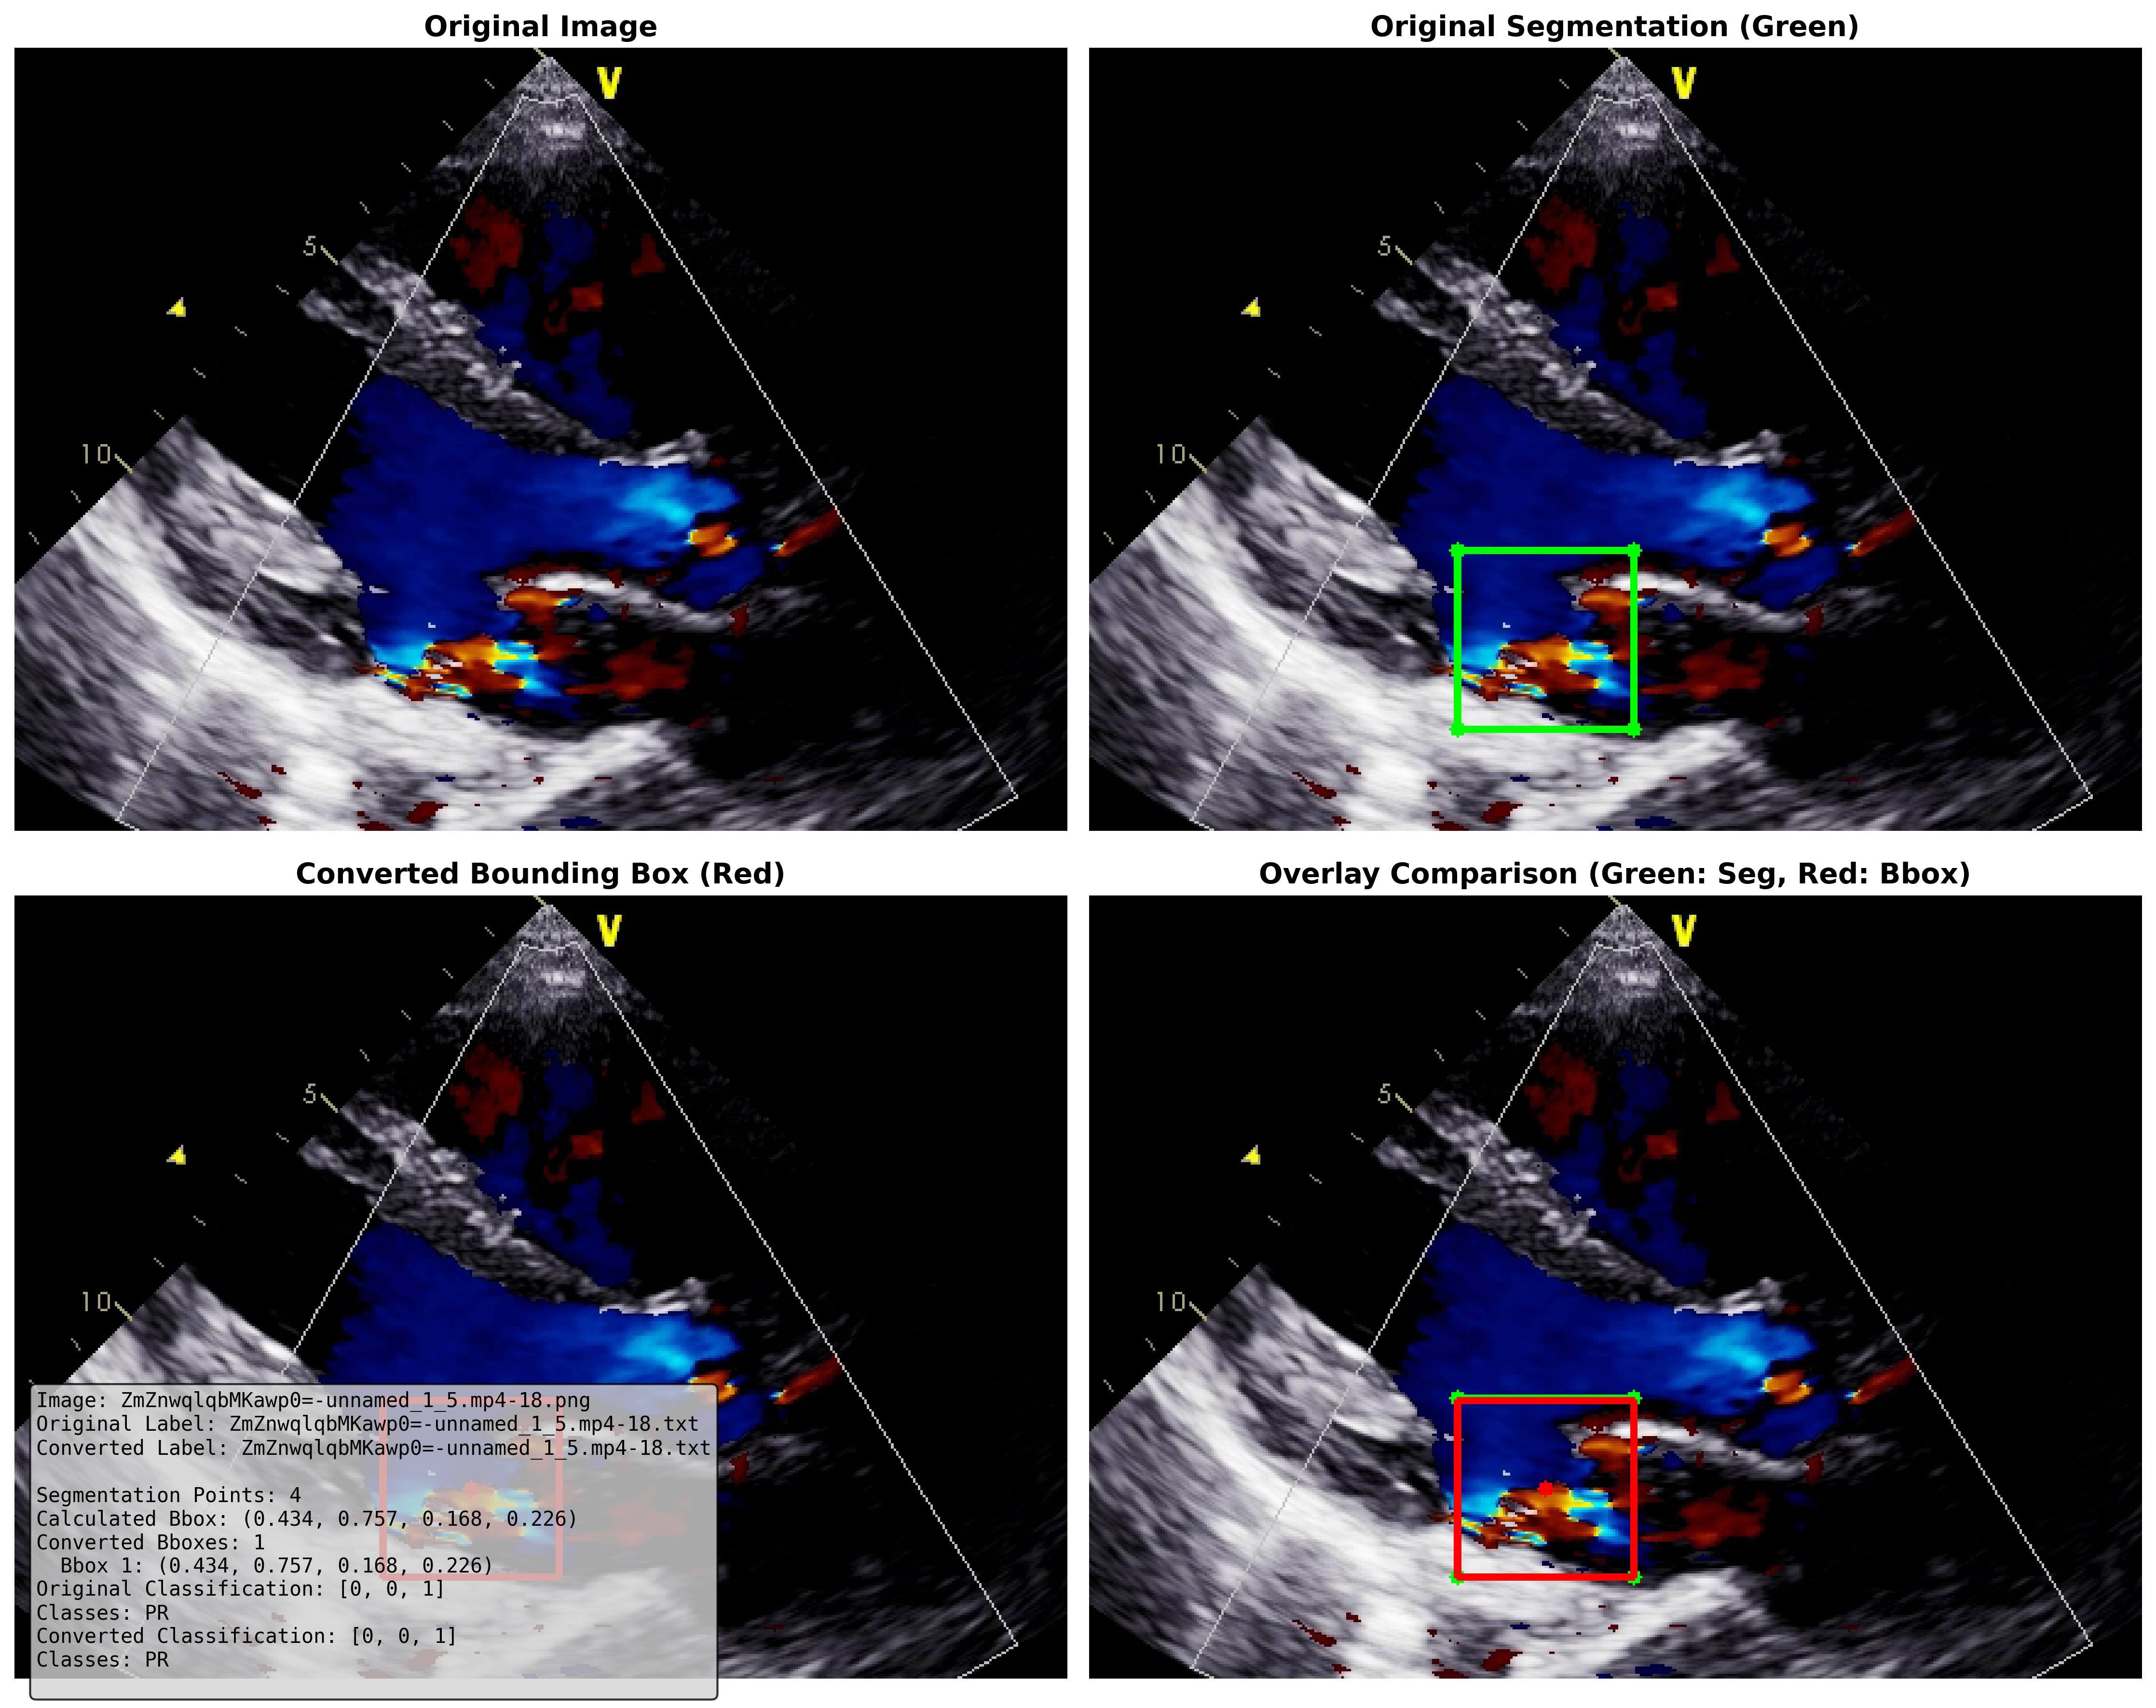 Original Image
Original Segmentation (Green)
V
5
10
V
5
10
Converted Bounding Box (Red)
Overlay Comparison (Green: Seg, Red: Bbox)
V
5
10
Image: ZmZnwqlqbMKawp0=-unnamed_1_5.mp4-18.png
Original Label: ZmZnwqlqbMKawp0=-unnamed_1_5.mp4-18.txt
Converted Label: ZmZnwqlqbMKawp0=-unnamed_1_5.mp4-18.txt
Segmentation Points: 4
Calculated Bbox: (0.434, 0.757, 0.168, 0.226)
Converted Bboxes: 1
Bbox 1: (0.434, 0.757, 0.168, 0.226)
Original Classification: [0, 0, 1]
Classes: PR
Converted Classification: [0, 0, 1]
Classes: PR
V
5
10